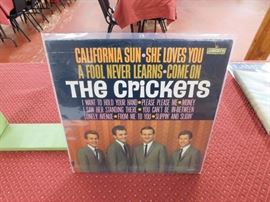 CALIFORNIA SUN • SHE LOVES YOU
A FOOL NEVER LEARNS • COME ON
THE CRICKETS
I WANT TO HOLD YOUR HAND • PLEASE PLEASE ME • MONEY
I SAW HER STANDING THERE • YOU CAN'T BE IN-BETWEEN
LONELY AVENUE • FROM ME TO YOU • SLIPPIN' AND SLIDIN'
LIBERTY